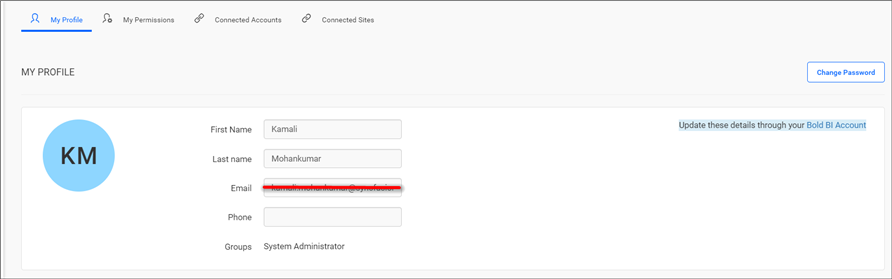 My Profile My Permissions Connected Accounts Connected Sites
MY PROFILE Change Password
Update these details through your Bold BI Account
KM
First Name Kamali
Last name Mohankumar
Email
Phone
Groups System Administrator